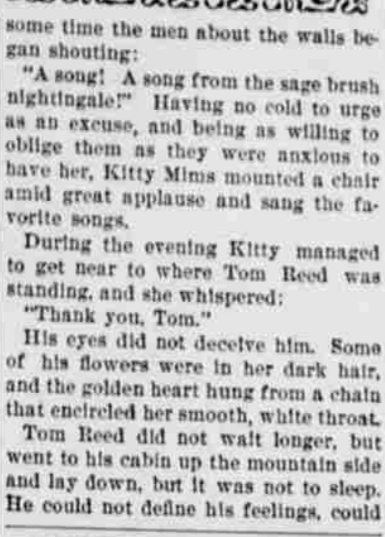 some time the men about the walls be-
gan shouting:
"A song! A song from the sage brush
nightingale!" Having no cold to urge
as an excuse, and being as willing to
oblige them as they were anxious to
have her, Kitty Mims mounted a chair
amid great applause and sang the fa-
vorite songs.
During the evening Kitty managed
to get near to where Tom Reed was
standing, and she whispered:
"Thank you, Tom."
His eyes did not deceive him. Some
of his flowers were in her dark hair,
and the golden heart hung from a chain
that encircled her smooth, white throat.
Tom Reed did not wait longer, but
went to his cabin up the mountain side
and lay down, but it was not to sleep.
He could not define his feelings, could